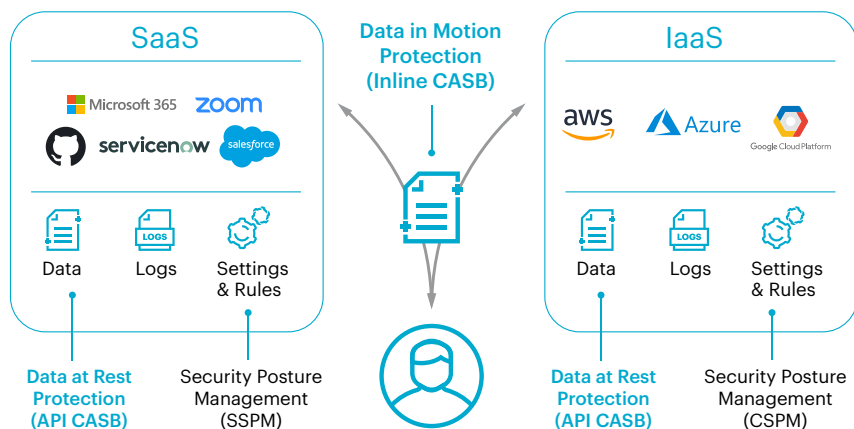 SaaS
Microsoft 365
zoom
servicenow
salesforce
Data
LOGS
Logs
Settings
& Rules
Data at Rest
Protection
(API CASB)
Security Posture
Management
(SSPM)
Data in Motion
Protection
(Inline CASB)
IaaS
aws
Azure
Google Cloud Platform
Data
LOGS
Logs
Settings
& Rules
Data at Rest
Protection
(API CASB)
Security Posture
Management
(CSPM)